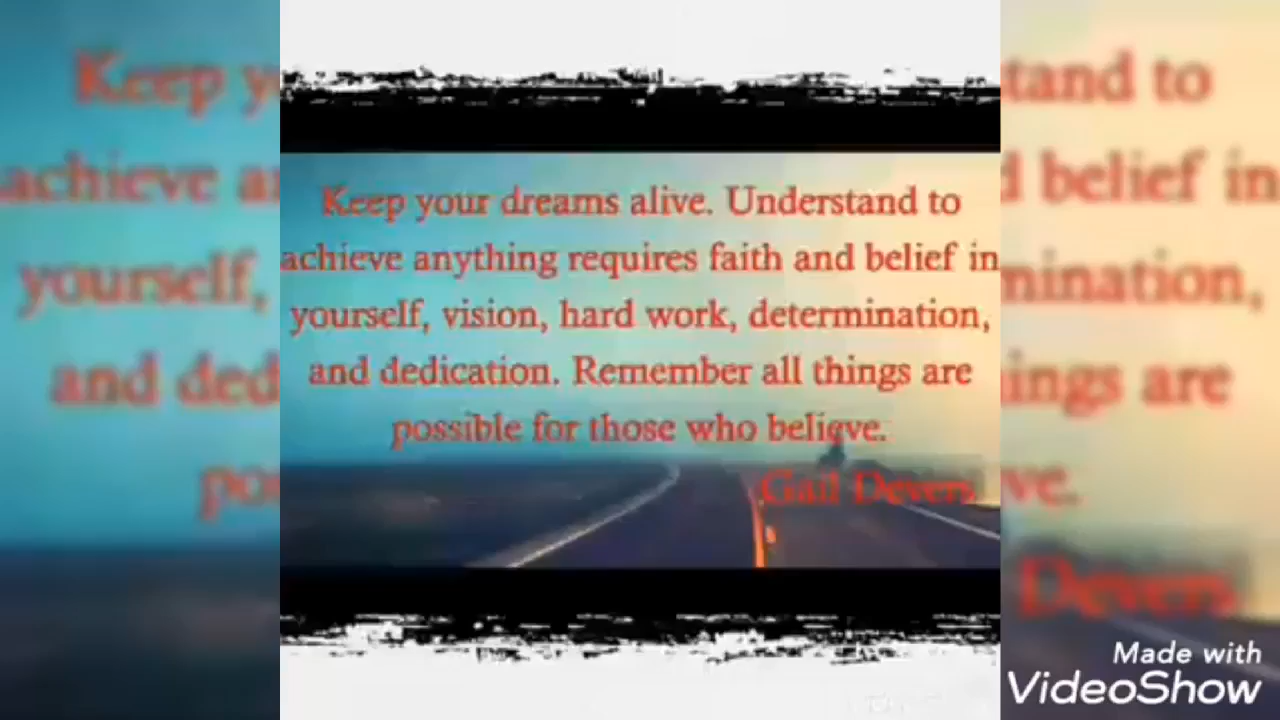 Keep your dreams alive. Understand to
achieve anything requires faith and belief in
yourself, vision, hard work, determination,
and dedication. Remember all things are
possible for those who believe.
Gail Devers
Made with
VideoShow